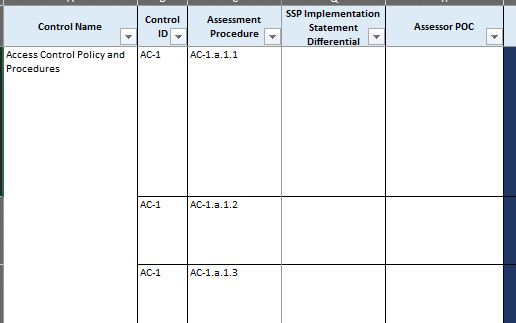 Control Name
Control
ID
Assessment
Procedure
SSP Implementation
Statement
Differential
Assessor POC
Access Control Policy and
Procedures
AC-1
AC-1.a.1.1
AC-1
AC-1.a.1.2
AC-1
AC-1.a.1.3